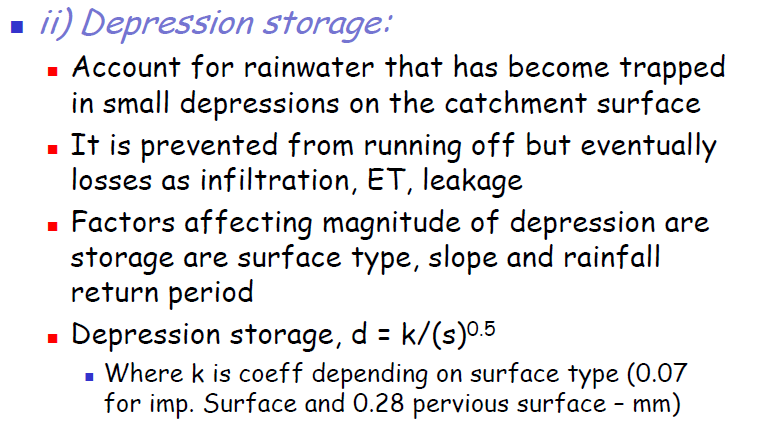 ii) Depression storage:
Account for rainwater that has become trapped
in small depressions on the catchment surface
It is prevented from running off but eventually
losses as infiltration, ET, leakage
Factors affecting magnitude of depression are
storage are surface type, slope and rainfall
return period
Depression storage, d = k/(s)^0.5
Where k is coeff depending on surface type (0.07
for imp. Surface and 0.28 pervious surface – mm)